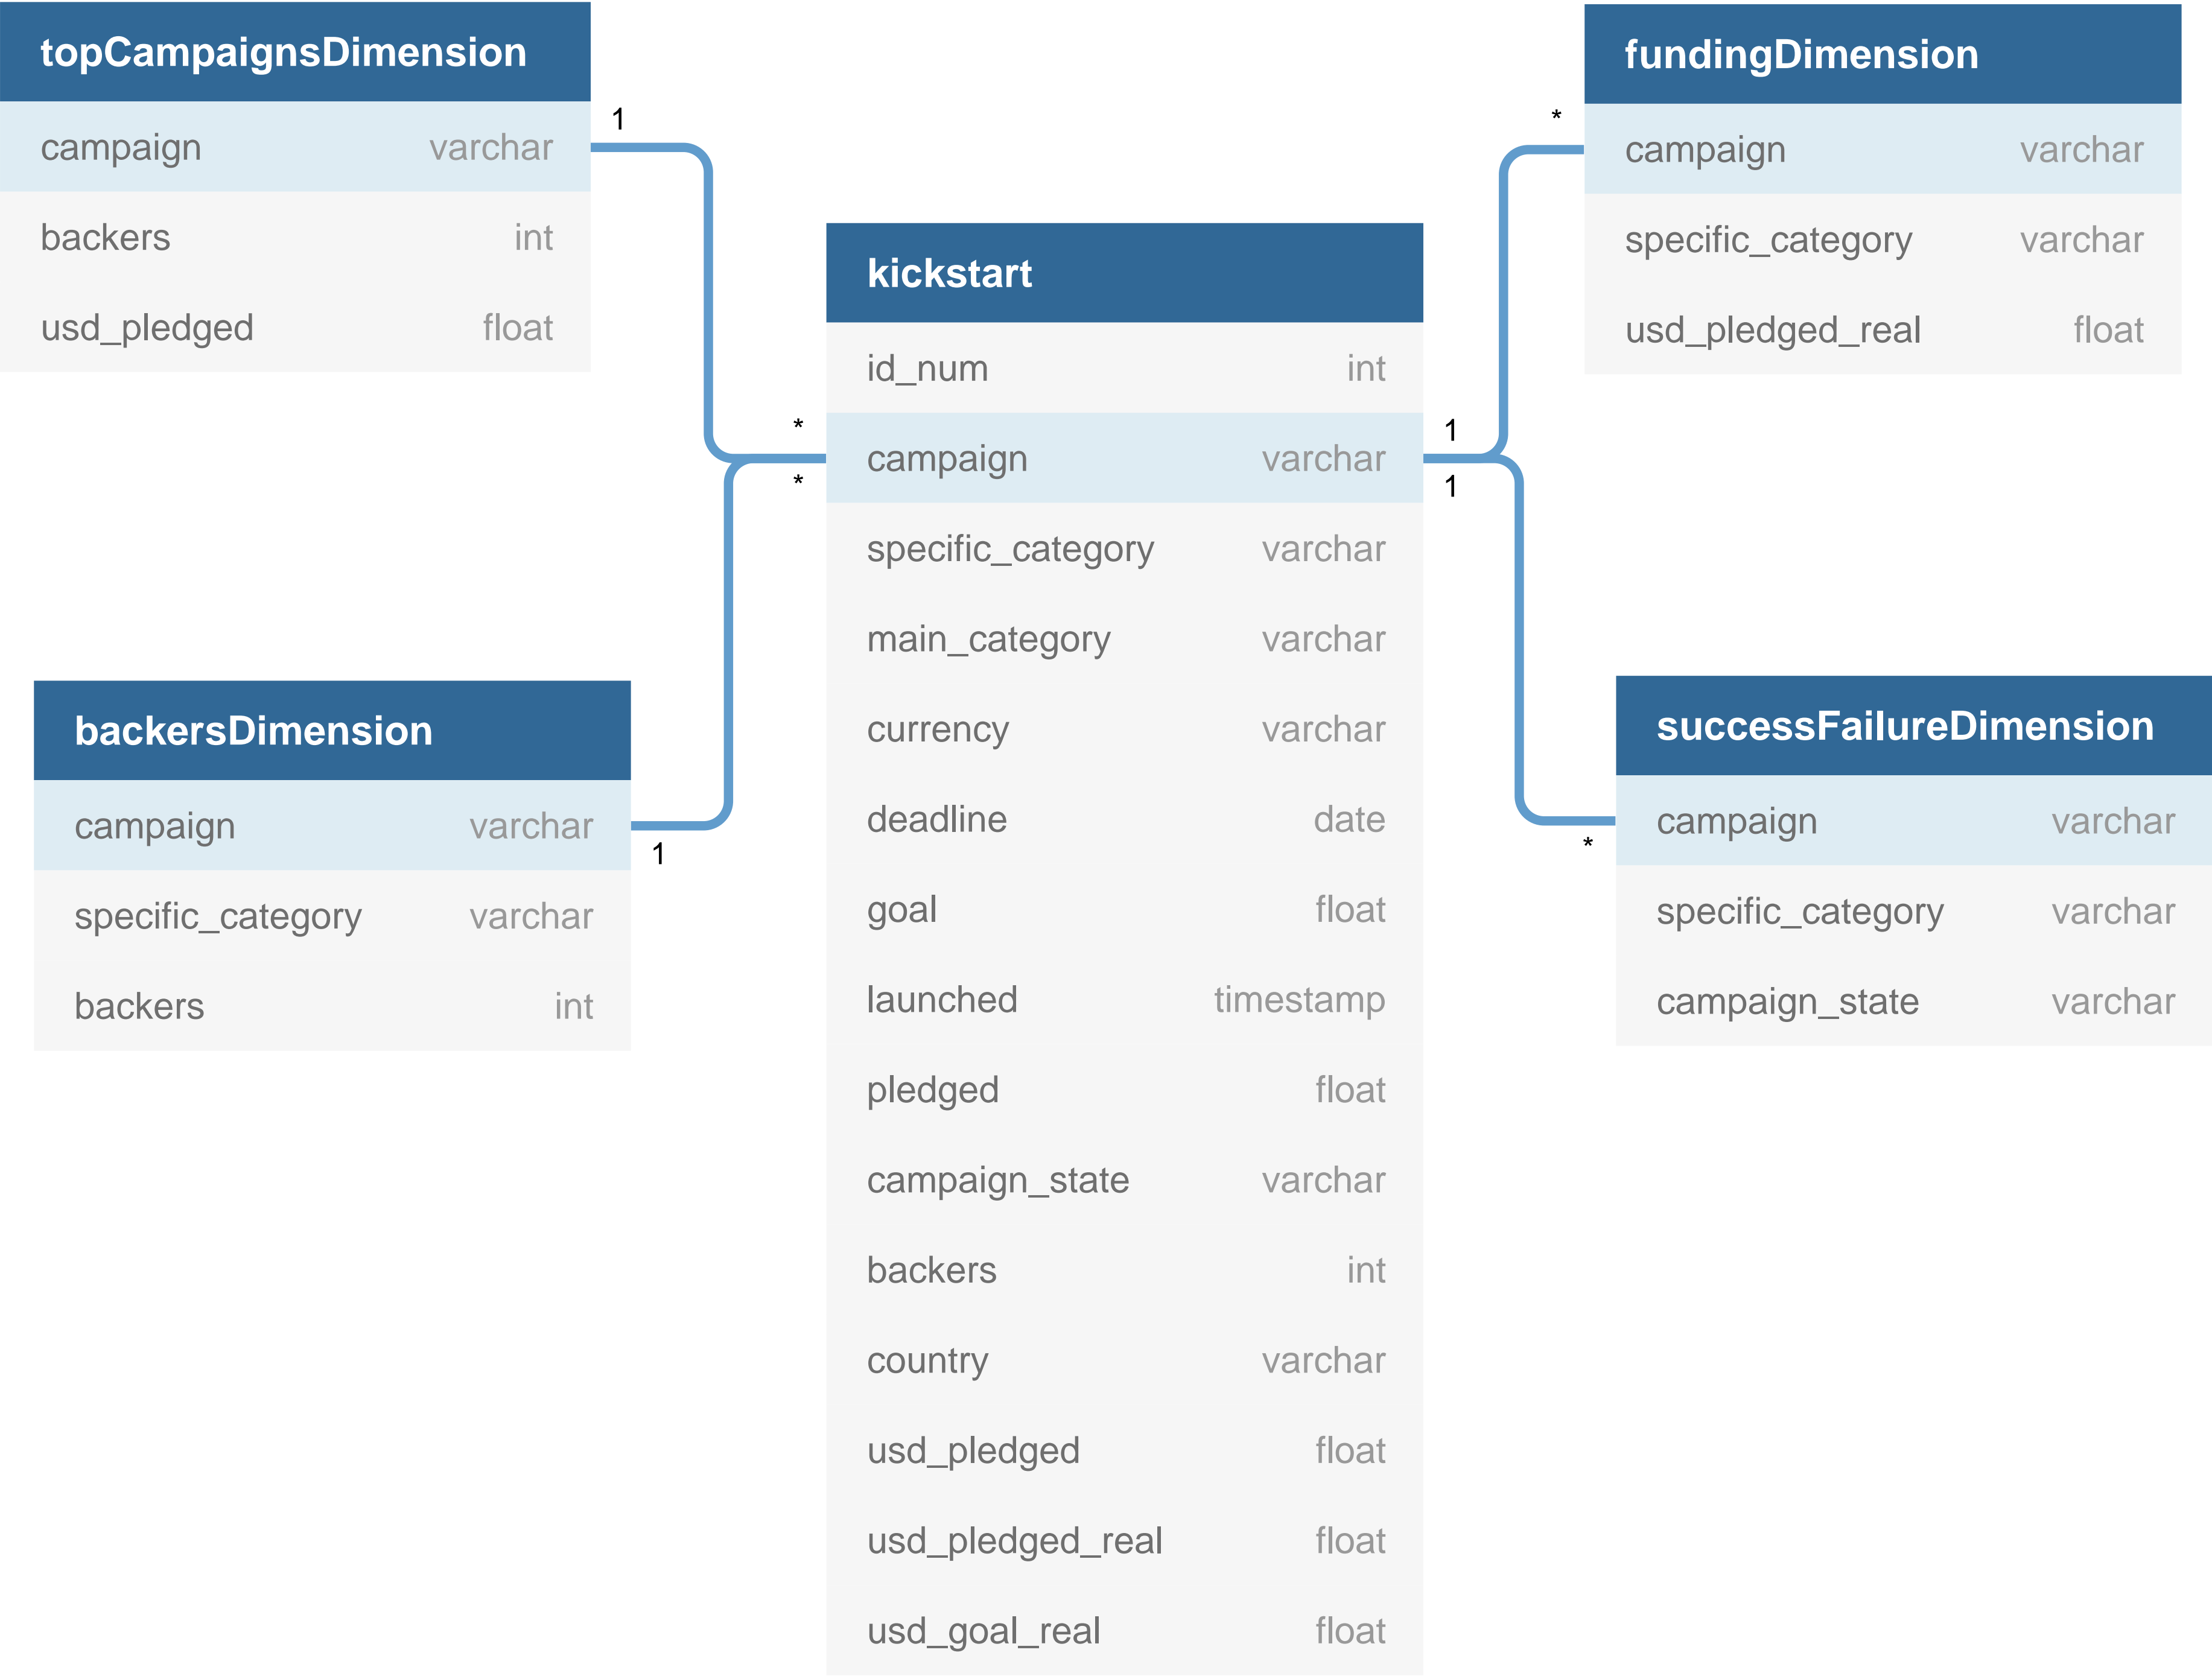 topCampaignsDimension
campaign varchar
backers int
usd_pledged float
1
*
kickstart
id_num int
campaign varchar
specific_category varchar
main_category varchar
currency varchar
deadline date
goal float
launched timestamp
pledged float
campaign_state varchar
backers int
country varchar
usd_pledged float
usd_pledged_real float
usd_goal_real float
*
1
backersDimension
campaign varchar
specific_category varchar
backers int
fundingDimension
campaign varchar
specific_category varchar
usd_pledged_real float
*
1
1
*
successFailureDimension
campaign varchar
specific_category varchar
campaign_state varchar